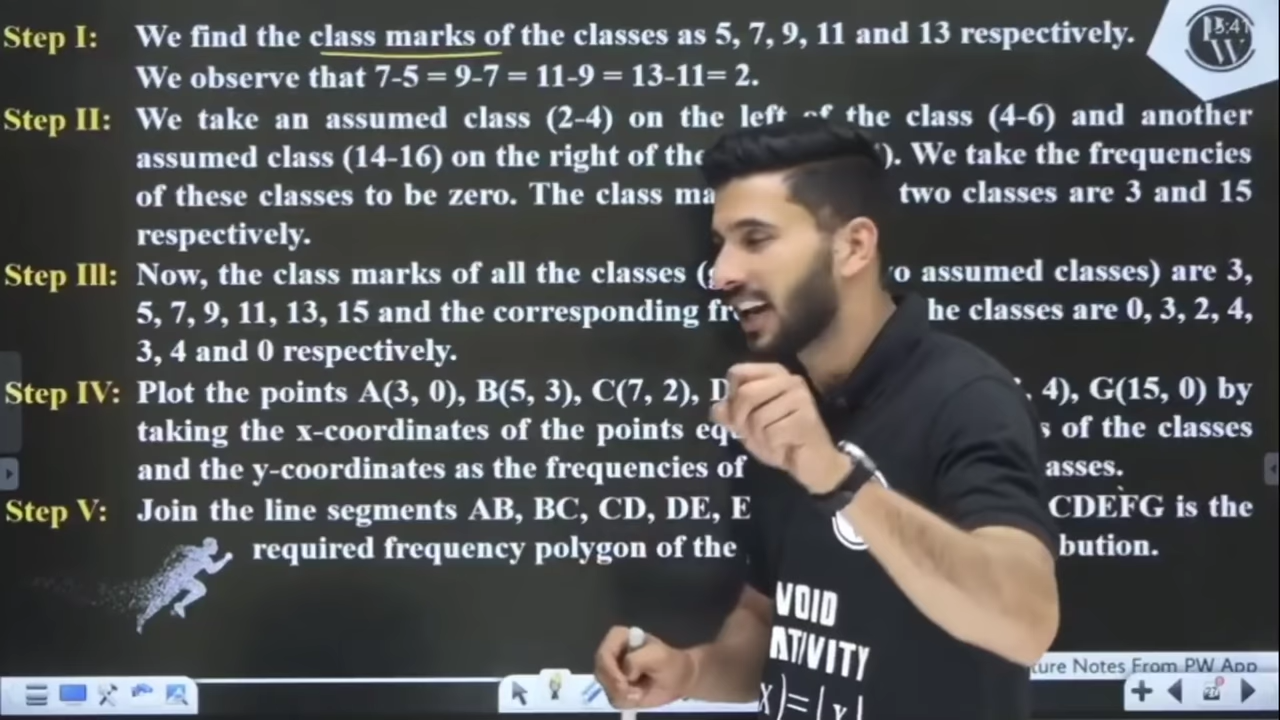 Step I: We find the class marks of the classes as 5, 7, 9, 11 and 13 respectively.
We observe that 7-5 = 9-7 = 11-9 = 13-11= 2.
Step II: We take an assumed class (2-4) on the left of the class (4-6) and another
assumed class (14-16) on the right of the ). We take the frequencies
of these classes to be zero. The class ma two classes are 3 and 15
respectively.
Step Ill: Now, the class marks of all the classes ( o assumed classes) are 3,
5, 7, 9, 11, 13, 15 and the corresponding fr he classes are 0, 3, 2, 4,
3, 4 and 0 respectively.
Step IV: Plot the points A(3, 0), B(5, 3), C(7, 2), D , 4), G(15, 0) by
taking the x-coordinates of the points eq s of the classes
and the y-coordinates as the frequencies of asses.
Step V: Join the line segments AB, BC, CD, DE, E CDEFG is the
required frequency polygon of the bution.
VOID
ATIVITY
x)=|x|
ture Notes From PW App